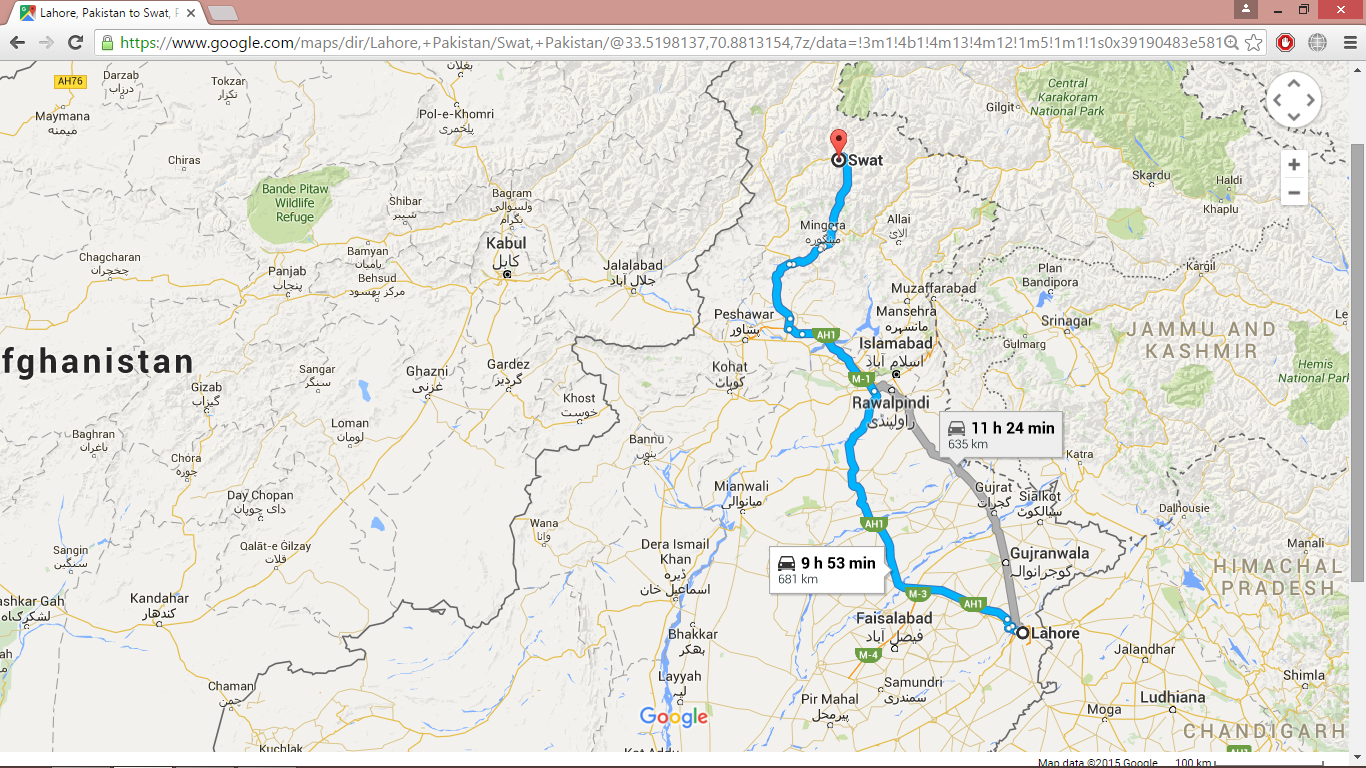 Lahore, Pakistan to Swat, P
https://www.google.com/maps/dir/Lahore,+Pakistan/Swat,+Pakistan/@33.5198137,70.8813154,7z/data=!3m1!4b1!4m13!4m12!1m5!1m1!1s0x39190483e581
AH76
Darzab
درزاب
Tokzar
تکزار
بغلان
Maymana
میمنه
Pol-e-Khomri
پلخمری
Central
Karakoram
National Park
Gilgit
Chiras
Swat
Skardu
Haldi
Khaplu
Bande Pitaw
Wildlife
Refuge
Shibar
شیبر
Bagram
ولسوالی
بگرام
Mingora
مینگورہ
Allai
الائ
Chagcharan
چغچران
Bamyan
بامیان
Kabul
کابل
Panjab
پنجاب
Behsud
مرکز بهسود
Jalalabad
جلال آباد
Plan
Bandipora
Kargil
Muzaffarabad
Mansehra
مانسہرہ
Peshawar
پشاور
AH1
Islamabad
اسلام آباد
Srinagar
Gulmarg
Le
JAMMU AND
KASHMIR
fghanistan
Sangar
سنگر
Ghazni
غزنی
Gardez
گردیز
Kohat
کوہاٹ
M-1
Hemis
National Park
Gizab
گیزاب
Khost
خوست
Rawalpindi
راولپنڈی
Baghran
باغران
Loman
لومان
Bannu
بنوں
11 h 24 min
635 km
Katra
Chora
چوره
Day Chopan
دای چوپان
Mianwali
میانوالی
Gujrat
گجرات
Sialkot
سیالکوٹ
Dalhousie
Wana
وانا
AH1
Sangin
سنگین
Qalāt-e Gilzay
قلات
Dera Ismail
Khan
ڈیرہ
اسماعیل خان
9 h 53 min
681 km
Gujranwala
گوجرانوالہ
Manali
HIMACHAL
PRADESH
ashkar Gah
لشکرگاه
Kandahar
کندهار
M-3
AH1
Faisalabad
فیصل آباد
Lahore
Bhakkar
بھکر
M-4
Jalandhar
ah
Layyah
لیہ
Chaman
چمن
Samundri
سمندری
Pir Mahal
پیرمحل
Shimla
Ludhiana
Moga
Google
CHANDIGARH
Kuchlak
Kot Addu
AH1
Map data ©2015 Google
100 km